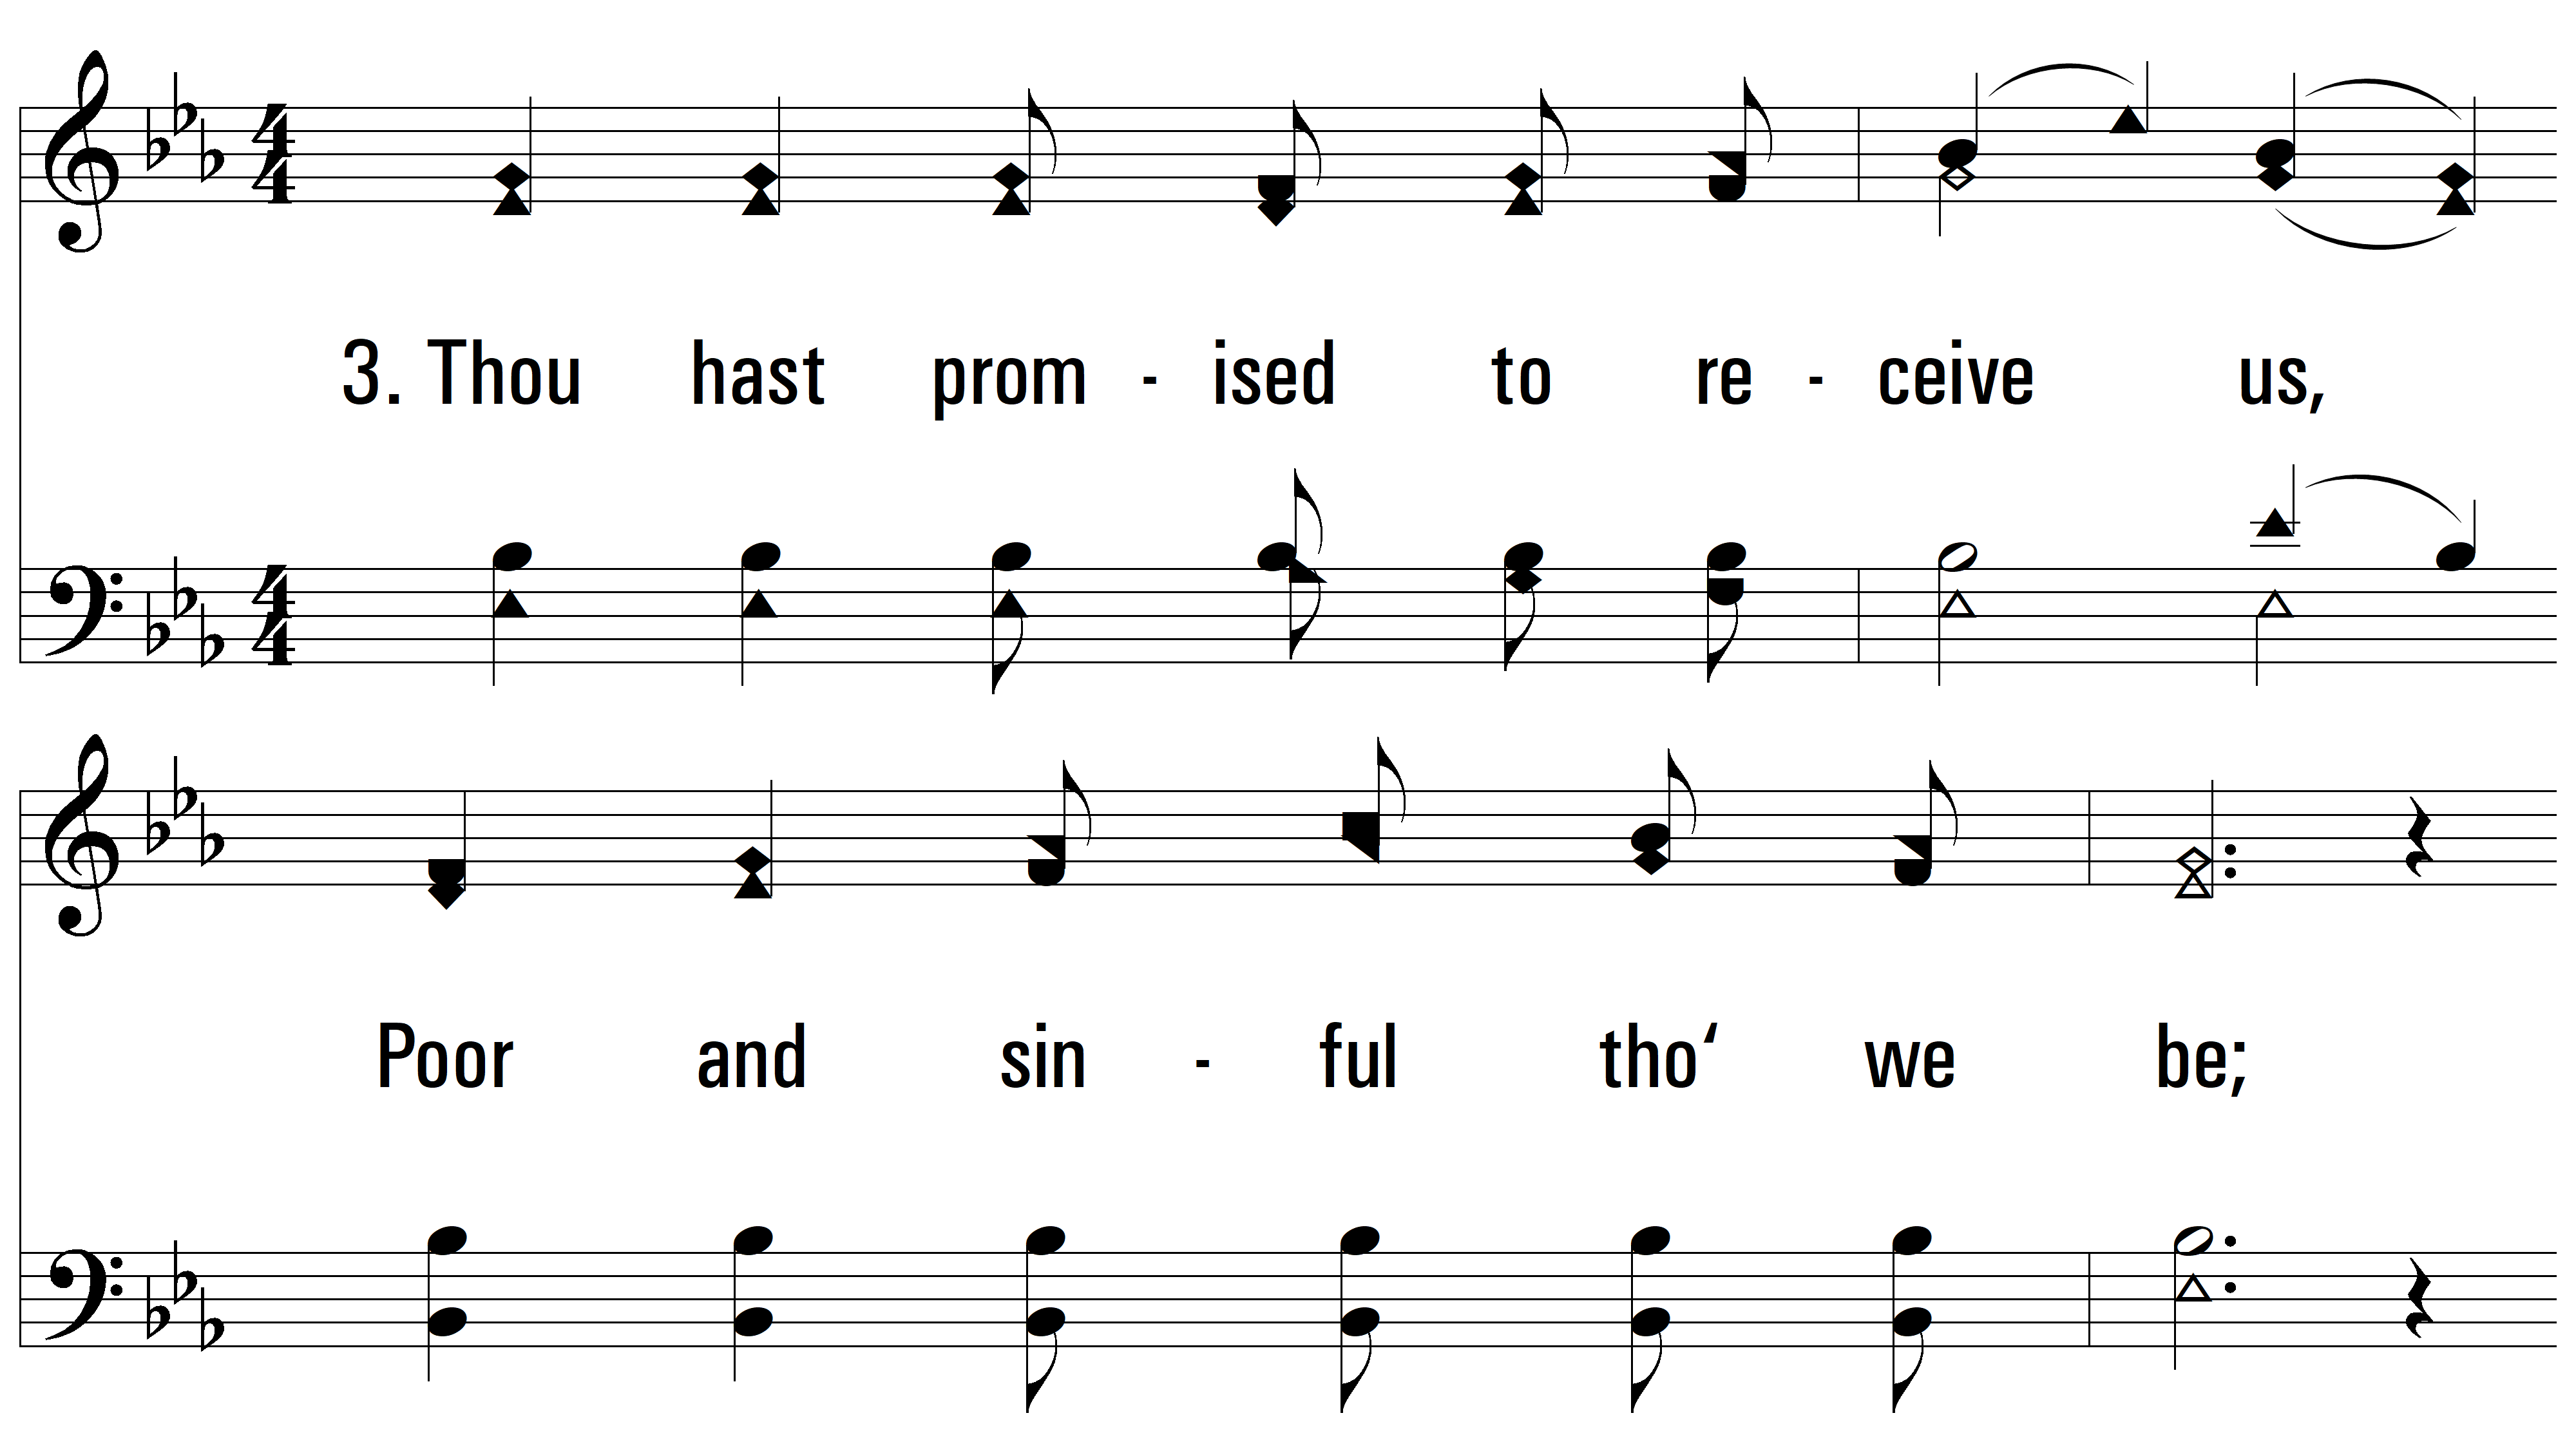 3. Thou hast prom - ised to re - ceive us,
Poor and sin - ful tho‘ we be;